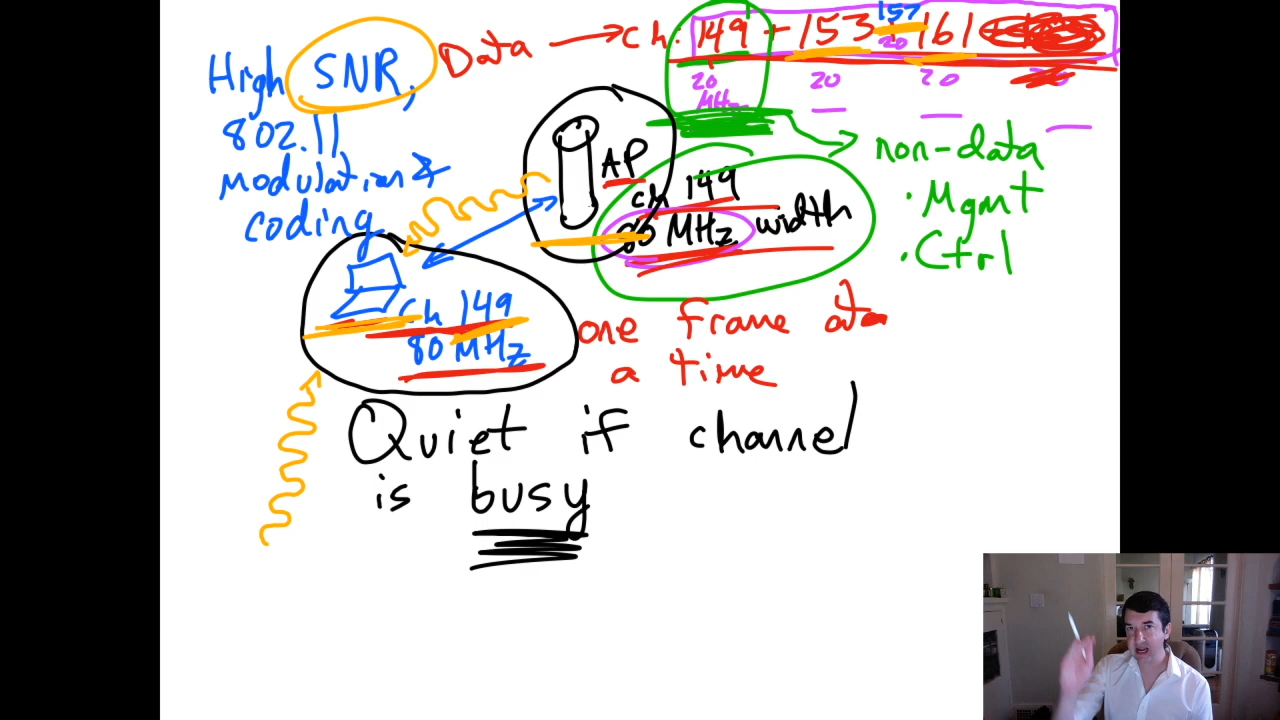 High SNR,
802.11
modulation &
coding
Data → Ch. 149 + 153 + 157 161
20 MHz 20 20 20
non-data
• Mgmt
• Ctrl
AP
ch 149
80 MHz width
Ch 149
80 MHz
one frame at
a time
Quiet if channel
is busy